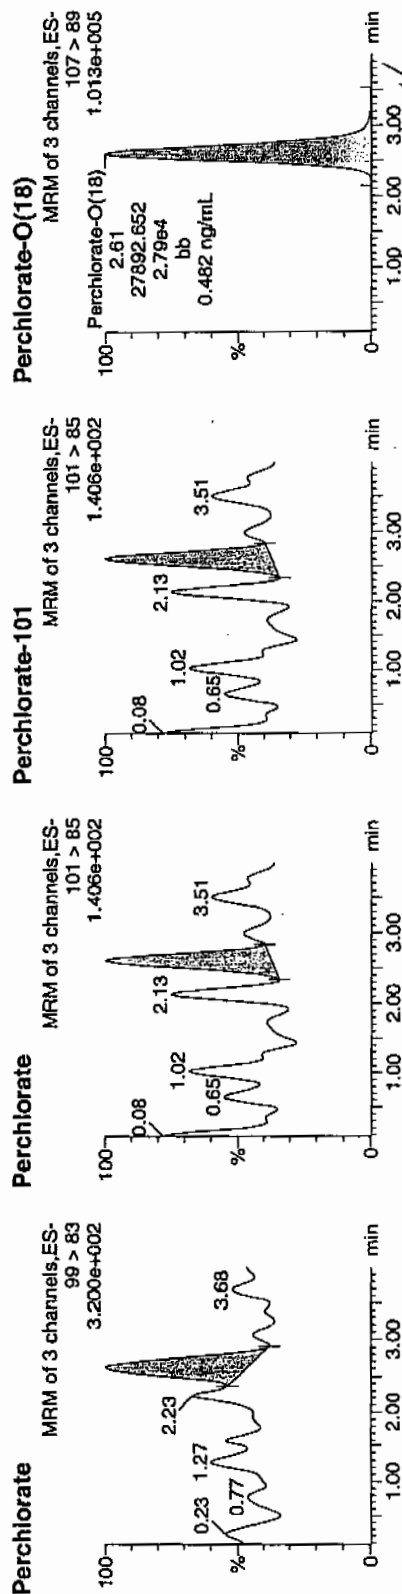 Perchlorate
MRM of 3 channels,ES-
99 > 83
3.200e+002
100
%
0
0.23
0.77
1.27
2.23
3.68
1.00
2.00
3.00
min
Perchlorate
MRM of 3 channels,ES-
101 > 85
1.406e+002
100
%
0
0.08
0.65
1.02
2.13
3.51
1.00
2.00
3.00
min
Perchlorate-101
MRM of 3 channels,ES-
101 > 85
1.406e+002
100
%
0
0.08
0.65
1.02
2.13
3.51
1.00
2.00
3.00
min
Perchlorate-O(18)
MRM of 3 channels,ES-
107 > 89
1.013e+005
100
%
0
Perchlorate-O(18)
2.61
27892.652
2.79e4
bb
0.482 ng/mL
1.00
2.00
3.00
min